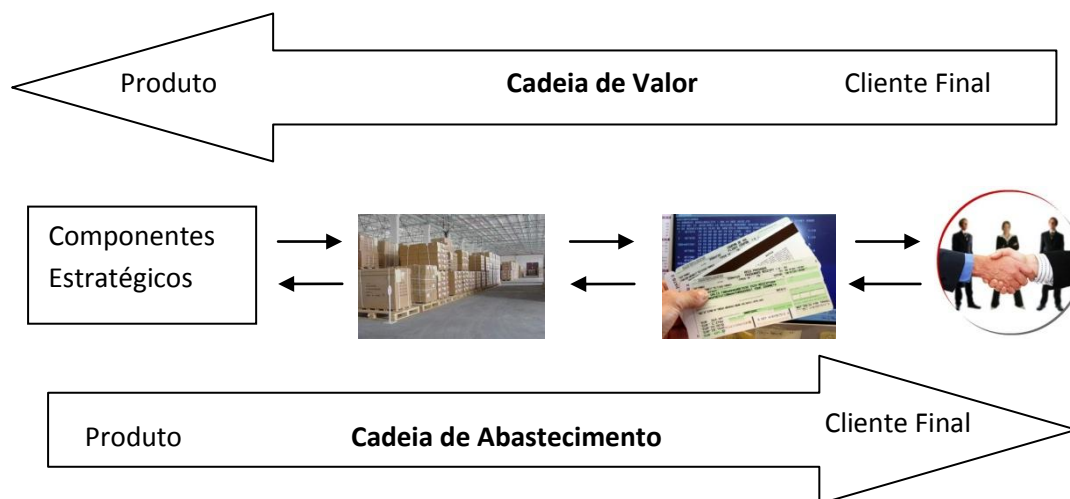 Produto Cadeia de Valor Cliente Final
Componentes
Estratégicos
Produto Cadeia de Abastecimento Cliente Final